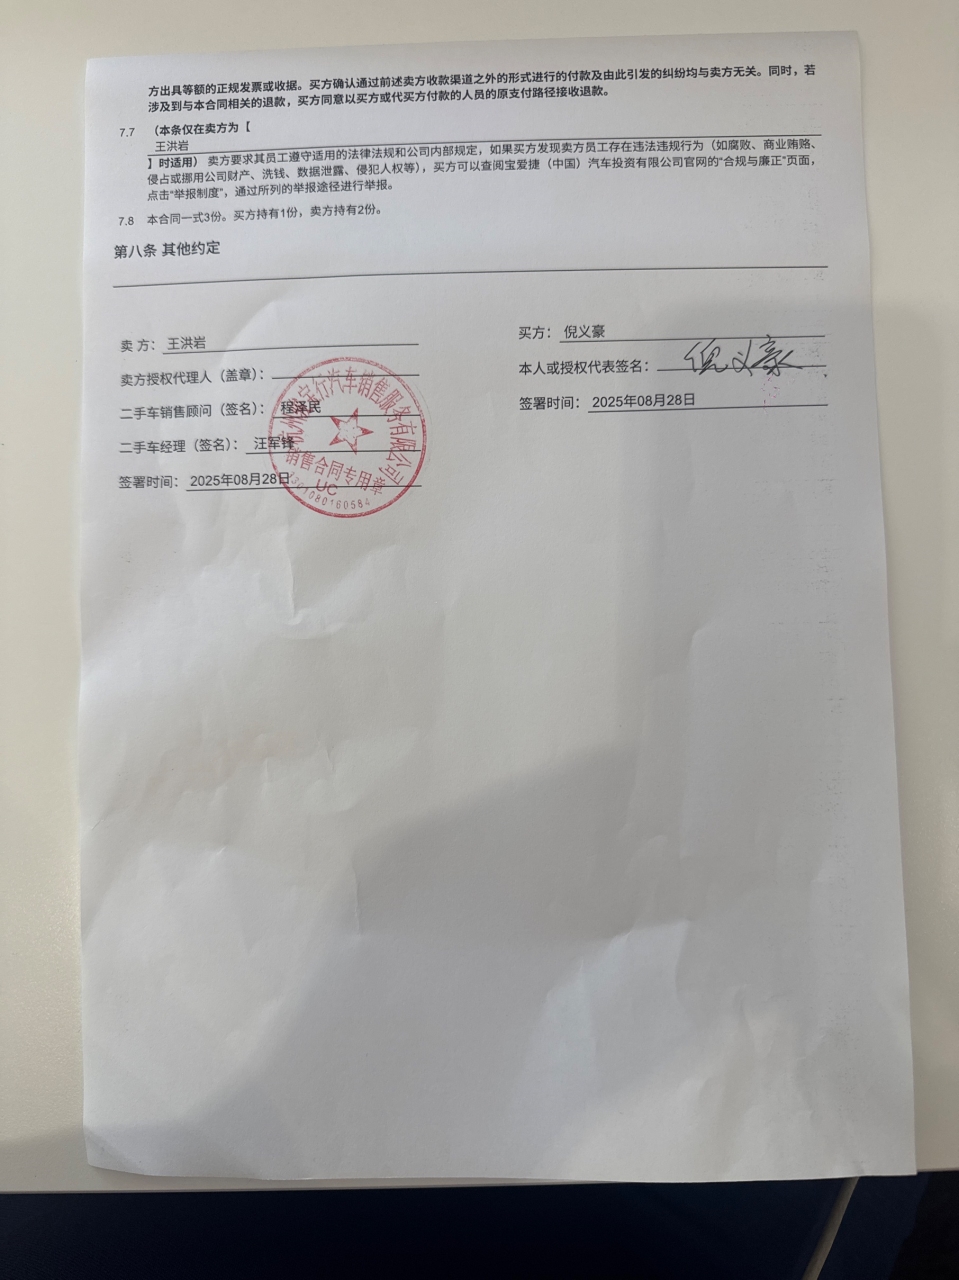 方出具等额的正规发票或收据。买方确认通过前述卖方收款渠道之外的形式进行的付款及由此引发的纠纷均与卖方无关。同时，若
涉及到与本合同相关的退款，买方同意以买方或代买方付款的人员的原支付路径接收退款。
7.7 （本条仅在卖方为【
王洪岩
】时适用） 卖方要求其员工遵守适用的法律法规和公司内部规定，如果买方发现卖方员工存在违法违规行为（如腐败、商业贿赂、
侵占或挪用公司财产、洗钱、数据泄露、侵犯人权等），买方可以查阅宝爱捷（中国）汽车投资有限公司官网的“合规与廉正”页面，
点击“举报制度”，通过所列的举报途径进行举报。
7.8 本合同一式3份。买方持有1份，卖方持有2份。
第八条 其他约定
卖 方： 王洪岩
卖方授权代理人（盖章）：
二手车销售顾问（签名）： 程泽民
二手车经理（签名）： 汪军锋
签署时间： 2025年08月28日
买方： 倪义豪
本人或授权代表签名： 倪义豪
签署时间： 2025年08月28日
宝行汽车销售服务有限公司
销售合同专用章
UC
3301080160584